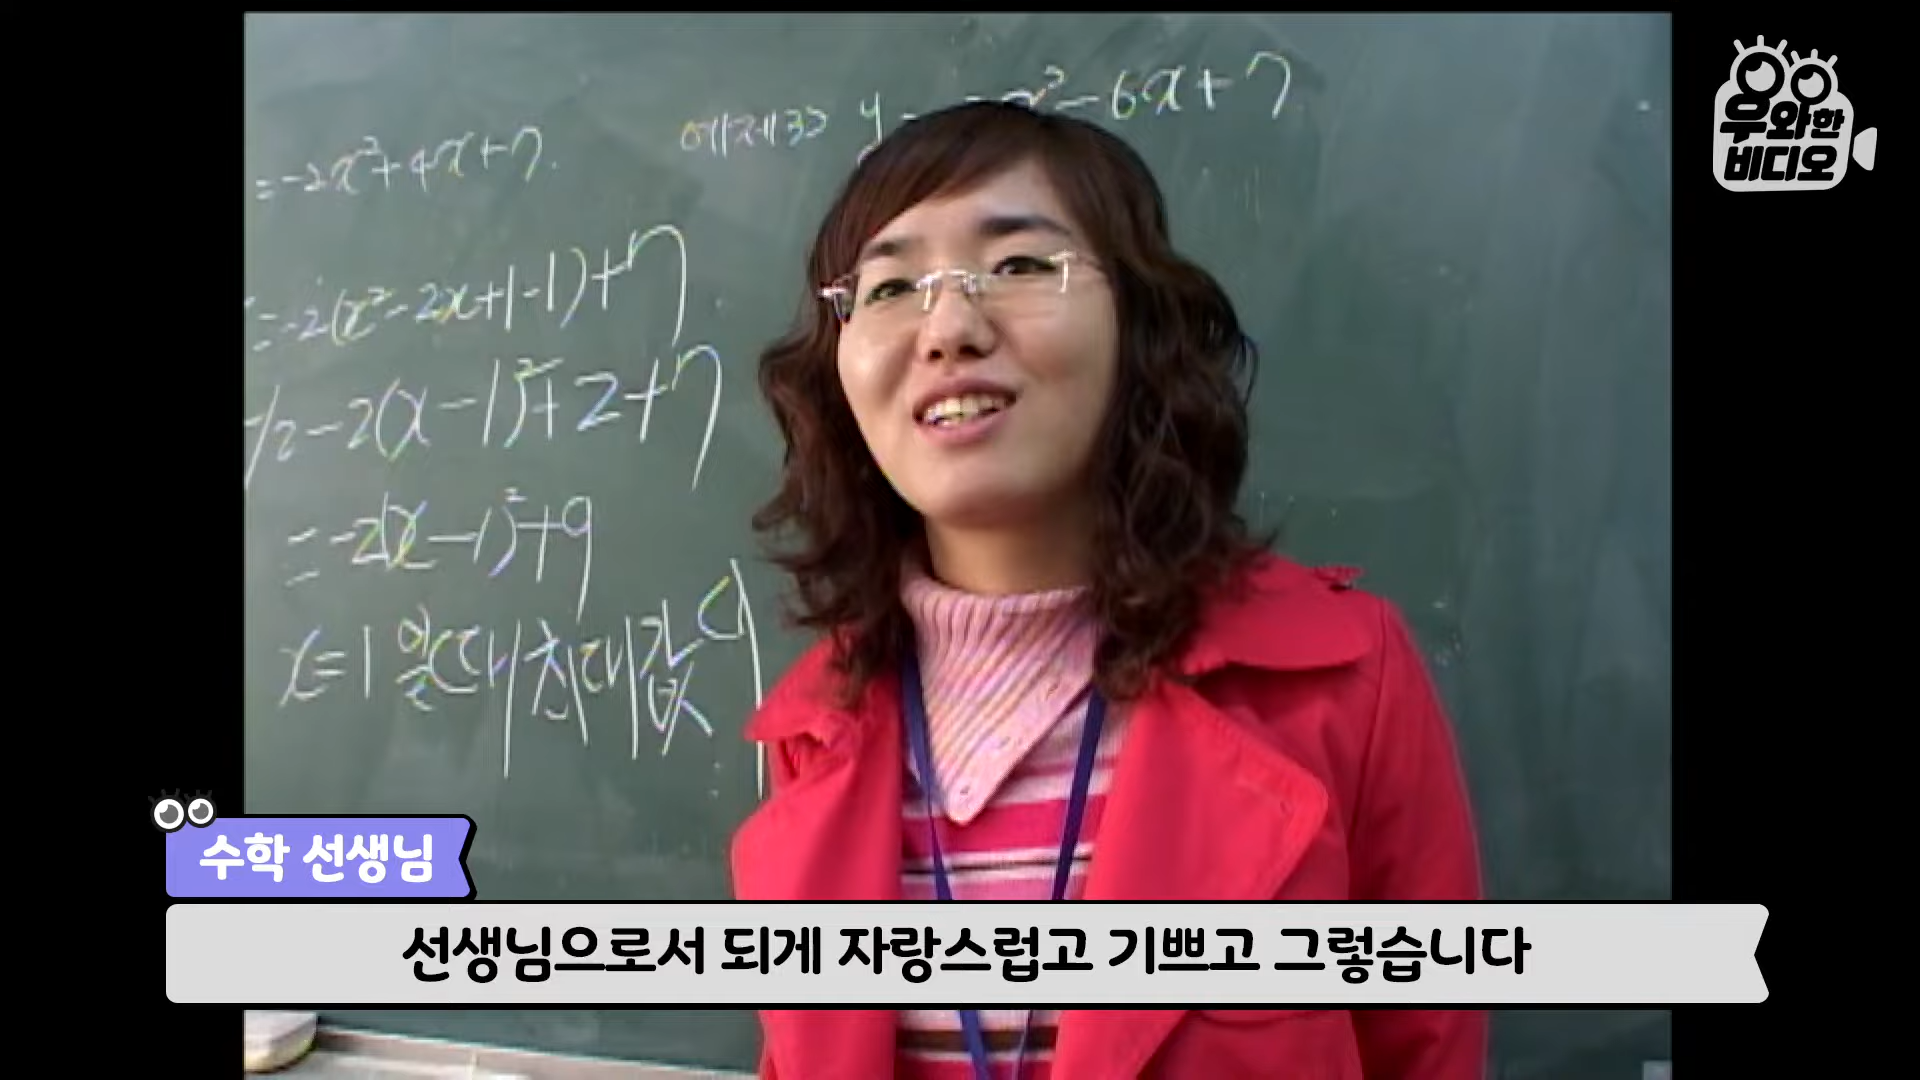 우와한
비디오
예제3) y= x²-6x+7
=-2x²+4x+7.
=-2(x²-2x+1-1)+7
-2(x-1)²+2+7
=-2(x-1)²+9
x=1 일때 최대값 9
수학 선생님
선생님으로서 되게 자랑스럽고 기쁘고 그렇습니다